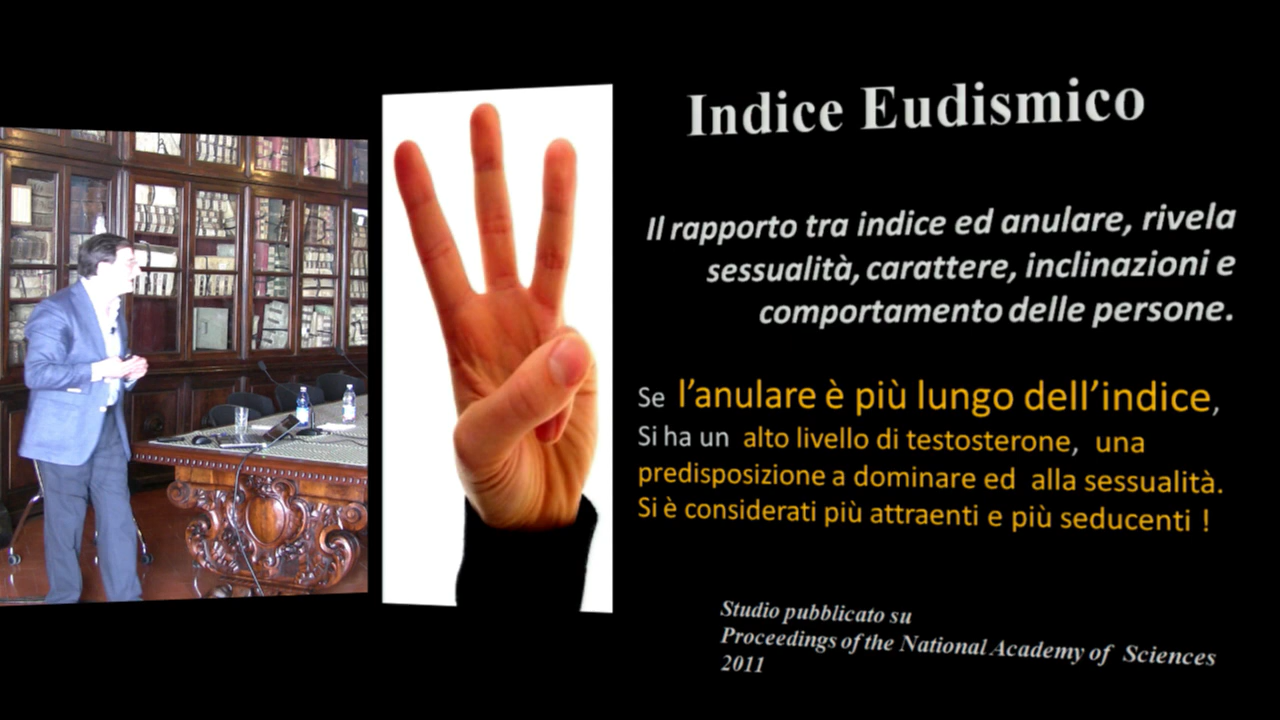 Indice Eudismico
Il rapporto tra indice ed anulare, rivela
sessualità, carattere, inclinazioni e
comportamento delle persone.
Se l'anulare è più lungo dell'indice,
Si ha un alto livello di testosterone, una
predisposizione a dominare ed alla sessualità.
Si è considerati più attraenti e più seducenti !
Studio pubblicato su
Proceedings of the National Academy of Sciences
2011